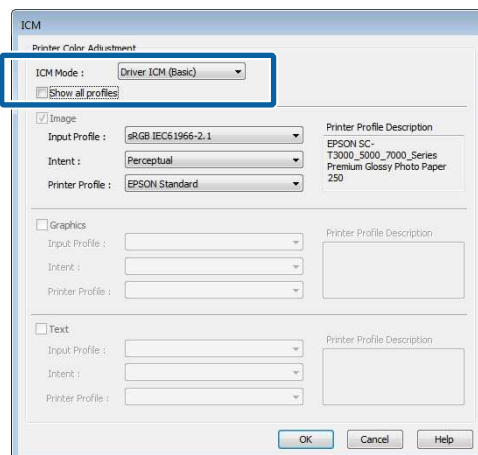 ICM
Printer Color Adjustment
ICM Mode :
Driver ICM (Basic)
Show all profiles
Image
Input Profile :
sRGB IEC61966-2.1
Intent :
Perceptual
Printer Profile :
EPSON Standard
Printer Profile Description
EPSON SC-
T3000_5000_7000_Series
Premium Glossy Photo Paper
250
Graphics
Input Profile :
Intent :
Printer Profile :
Printer Profile Description
Text
Input Profile :
Intent :
Printer Profile :
Printer Profile Description
OK
Cancel
Help